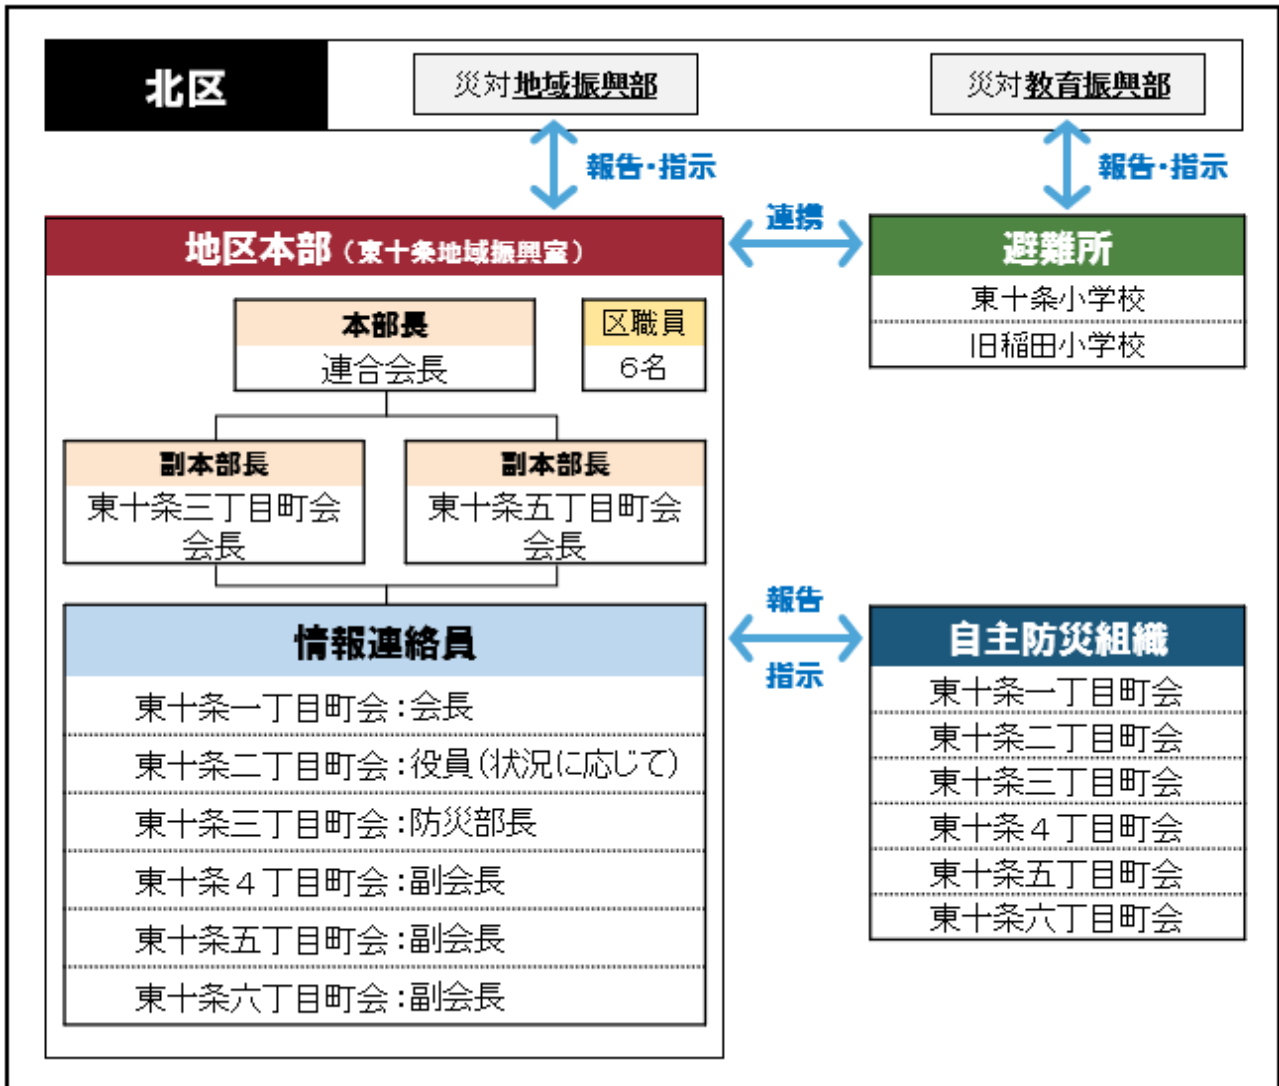 北区
災対地域振興部
災対教育振興部
報告・指示
報告・指示
地区本部（東十条地域振興室）
連携
避難所
東十条小学校
旧稲田小学校
本部長
連合会長
区職員
６名
副本部長
東十条三丁目町会
会長
副本部長
東十条五丁目町会
会長
情報連絡員
東十条一丁目町会：会長
東十条二丁目町会：役員（状況に応じて）
東十条三丁目町会：防災部長
東十条４丁目町会：副会長
東十条五丁目町会：副会長
東十条六丁目町会：副会長
報告
指示
自主防災組織
東十条一丁目町会
東十条二丁目町会
東十条三丁目町会
東十条４丁目町会
東十条五丁目町会
東十条六丁目町会